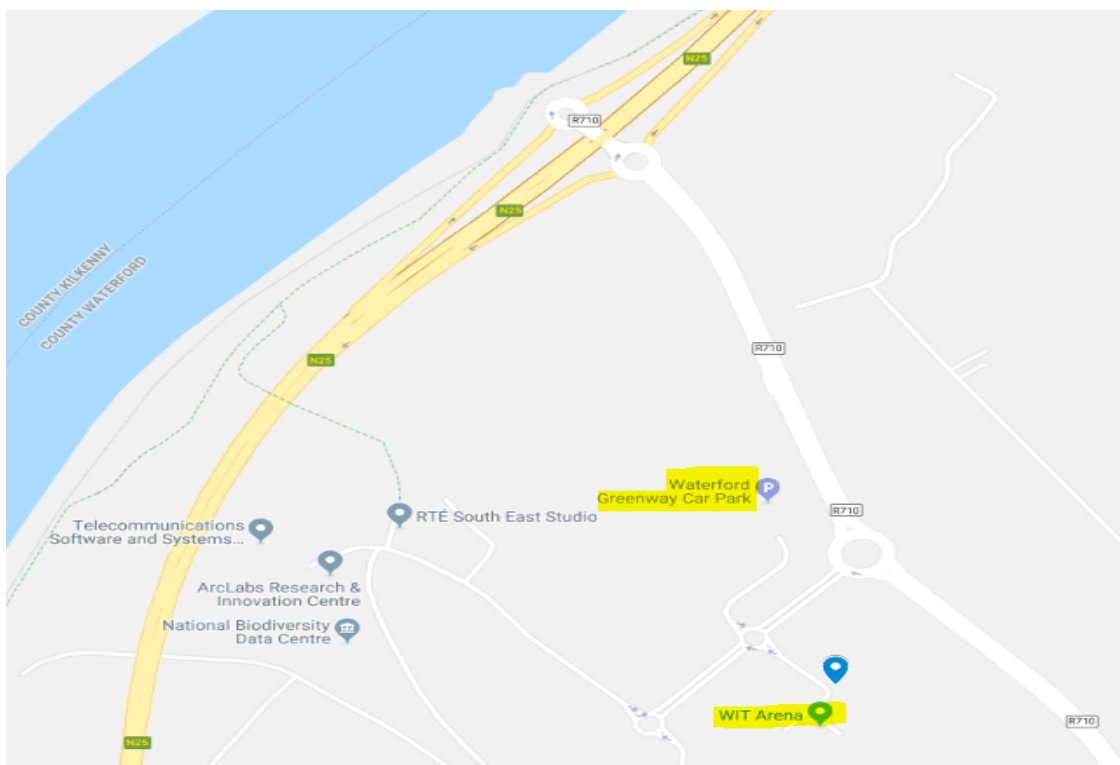 N25
R710
N25
COUNTY KILKENNY
COUNTY WATERFORD
R710
N25
Waterford
Greenway Car Park
P
R710
RTÉ South East Studio
Telecommunications
Software and Systems...
ArcLabs Research &
Innovation Centre
National Biodiversity
Data Centre
WIT Arena
R710
N25